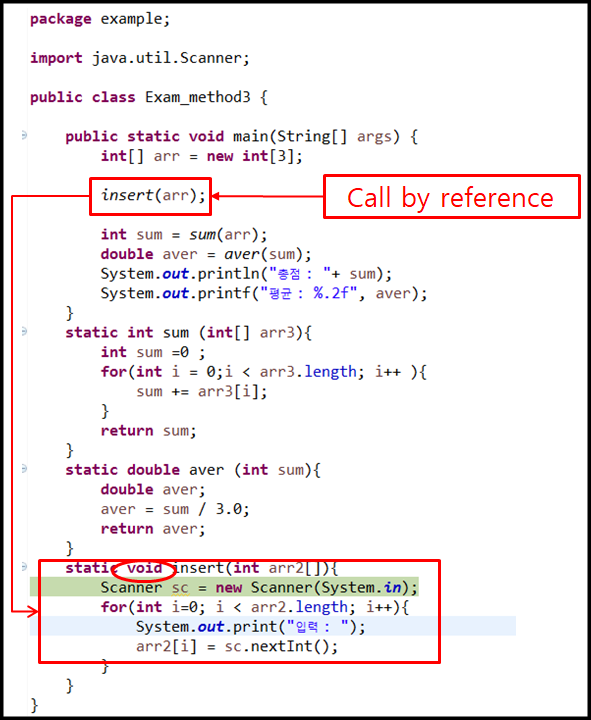 package example;
import java.util.Scanner;
public class Exam_method3 {
public static void main(String[] args) {
int[] arr = new int[3];
insert(arr);
Call by reference
int sum = sum(arr);
double aver = aver(sum);
System.out.println("총점 : "+ sum);
System.out.printf("평균 : %.2f", aver);
}
static int sum (int[] arr3){
int sum =0 ;
for(int i = 0;i < arr3.length; i++ ){
sum += arr3[i];
}
return sum;
}
static double aver (int sum){
double aver;
aver = sum / 3.0;
return aver;
}
static void insert(int arr2[]){
Scanner sc = new Scanner(System.in);
for(int i=0; i < arr2.length; i++){
System.out.print("입력 : ");
arr2[i] = sc.nextInt();
}
}
}